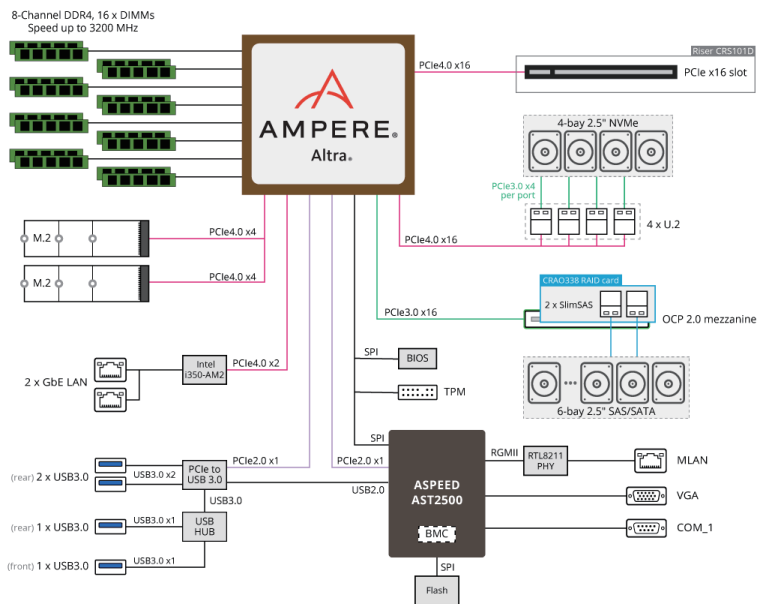 8-Channel DDR4, 16 x DIMMs
Speed up to 3200 MHz
AMPERE®
Altra®
PCIe4.0 x16
Riser CRS101D
PCIe x16 slot
4-bay 2.5" NVMe
PCIe3.0 x4
per port
4 x U.2
PCIe4.0 x16
M.2
PCIe4.0 x4
M.2
PCIe4.0 x4
CRAO338 RAID card
2 x SlimSAS
PCIe3.0 x16
OCP 2.0 mezzanine
6-bay 2.5" SAS/SATA
2 x GbE LAN
Intel
i350-AM2
PCIe4.0 x2
SPI
BIOS
TPM
SPI
PCIe2.0 x1
PCIe2.0 x1
(rear) 2 x USB3.0
USB3.0 x2
PCIe to
USB 3.0
USB2.0
USB3.0
(rear) 1 x USB3.0
USB3.0 x1
USB
HUB
(front) 1 x USB3.0
USB3.0 x1
ASPEED
AST2500
BMC
RGMII
RTL8211
PHY
MLAN
VGA
COM_1
SPI
Flash